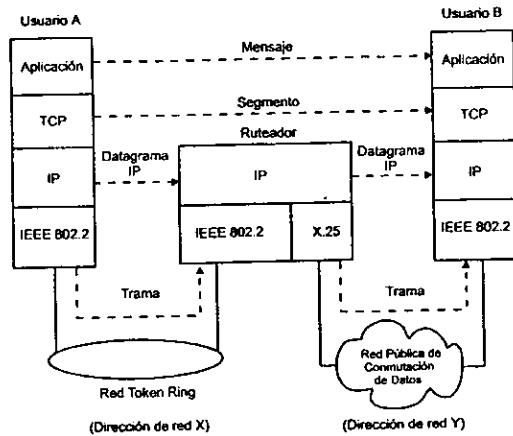 Usuario A
Usuario B
Aplicación
Mensaje
Aplicación
TCP
Segmento
TCP
Ruteador
Datagrama
IP
Datagrama
IP
IP
IP
IP
IEEE 802.2
IEEE 802.2
X.25
IEEE 802.2
Trama
Trama
Red Pública de
Conmutación
de Datos
Red Token Ring
(Dirección de red X)
(Dirección de red Y)